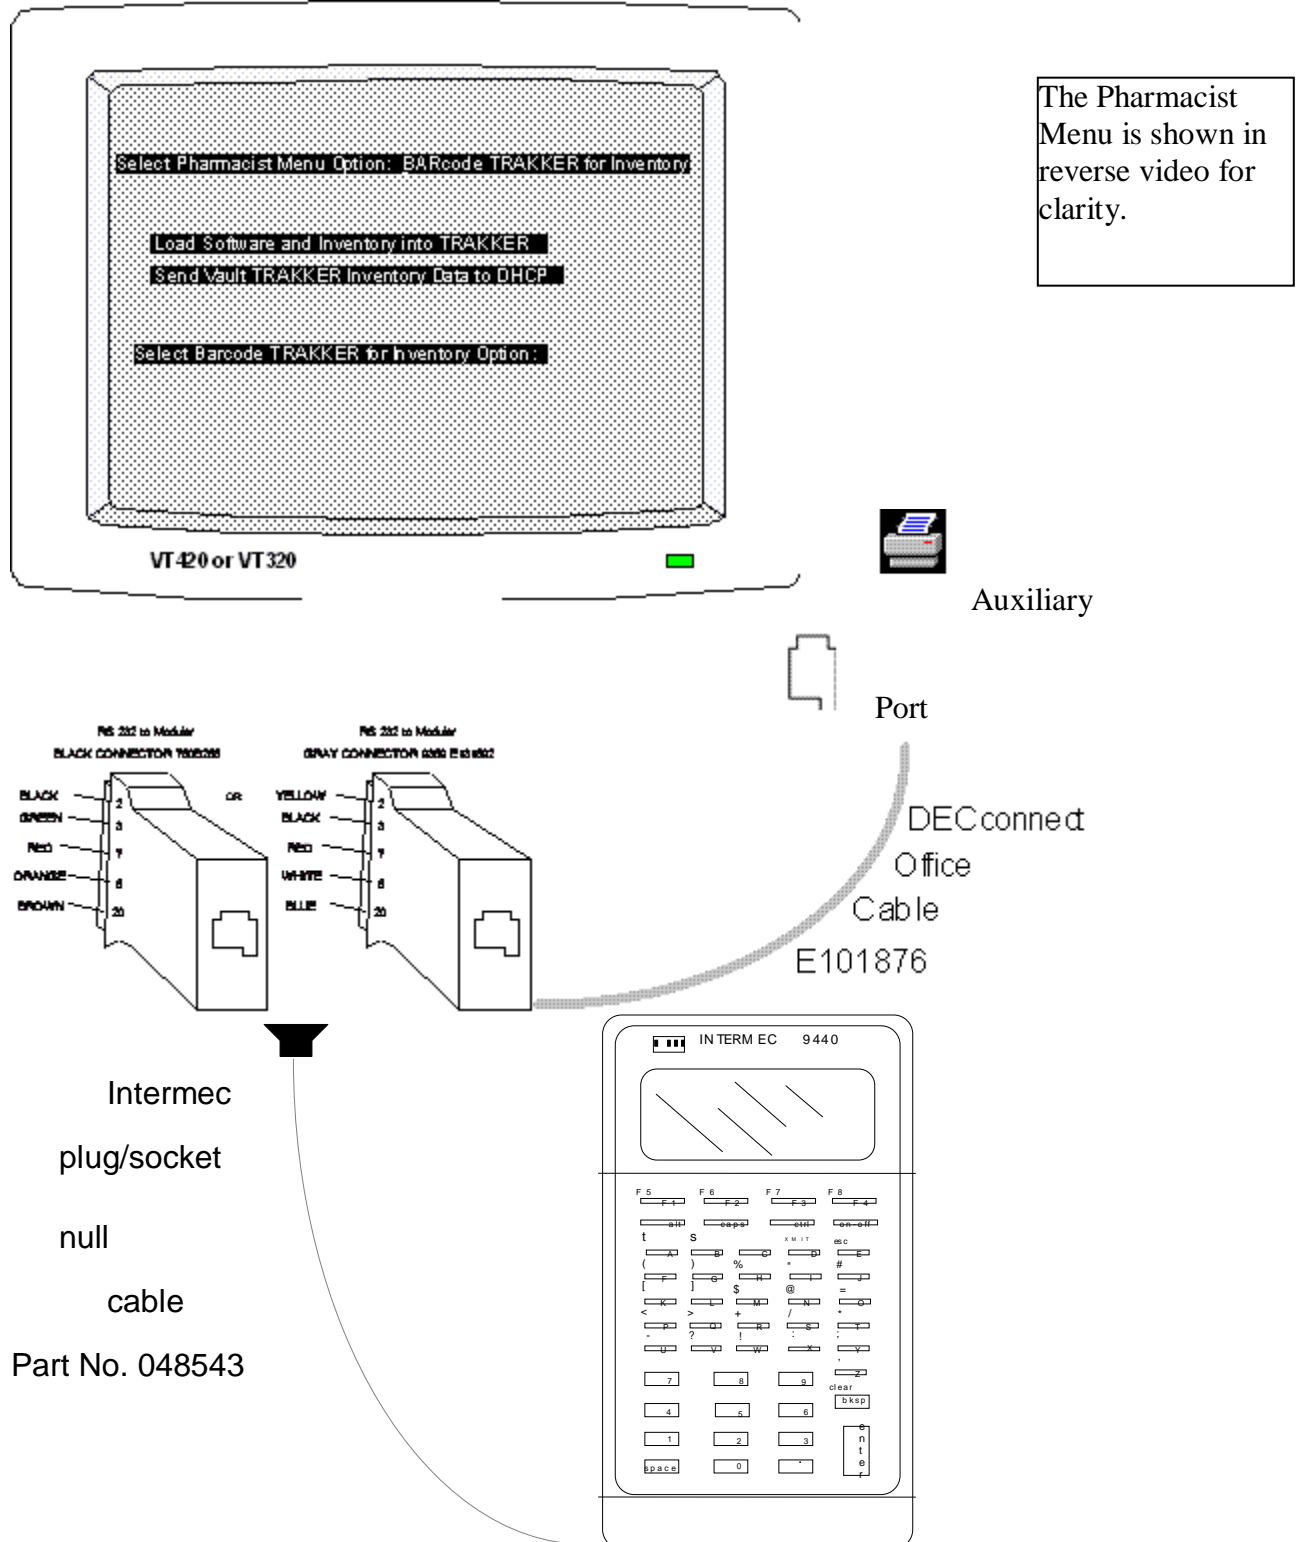 The Pharmacist
Menu is shown in
reverse video for
clarity.
Select Pharmacist Menu Option: BARcode TRAKKER for Inventory
Load Software and Inventory into TRAKKER
Send Vault TRAKKER Inventory Data to DHCP
Select Barcode TRAKKER for Inventory Option:
VT420 or VT320
Auxiliary
Port
RS 232 to Modular
BLACK CONNECTOR
RS 232 to Modular
GRAY CONNECTOR
BLACK 2
GREEN 3
RED 7
ORANGE 6
BROWN 20
OR
YELLOW 2
BLACK 3
RED 7
WHITE 6
BLUE 20
DECconnect
Office
Cable
E101876
Intermec
plug/socket
null
cable
Part No. 048543
INTERMEC 9440
F5 F6 F7 F8
F1 F2 F3 F4
alt caps ctrl on-off
t s XMIT esc
A B C D E
( ) % " #
F G H I J
[ ] $ @ =
K L M N O
< > + / *
P Q R S T
- ? ! : ;
U V W X Y
,
Z
7 8 9
clear
bksp
4 5 6
1 2 3
enter
space 0 .